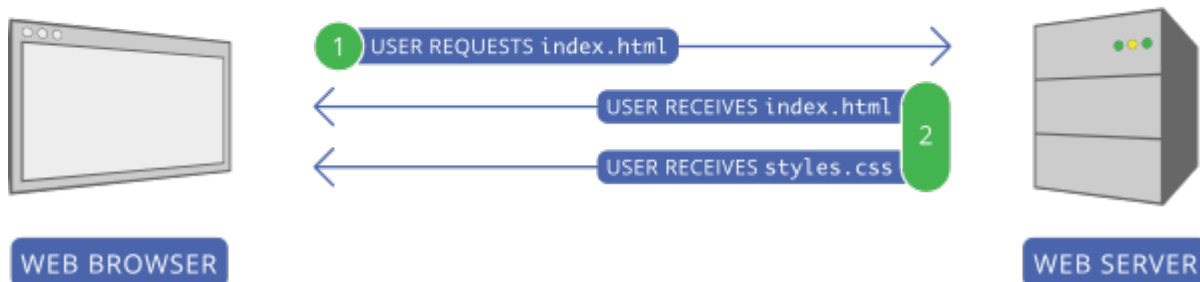 1 USER REQUESTS index.html
USER RECEIVES index.html
2
USER RECEIVES styles.css
WEB BROWSER
WEB SERVER